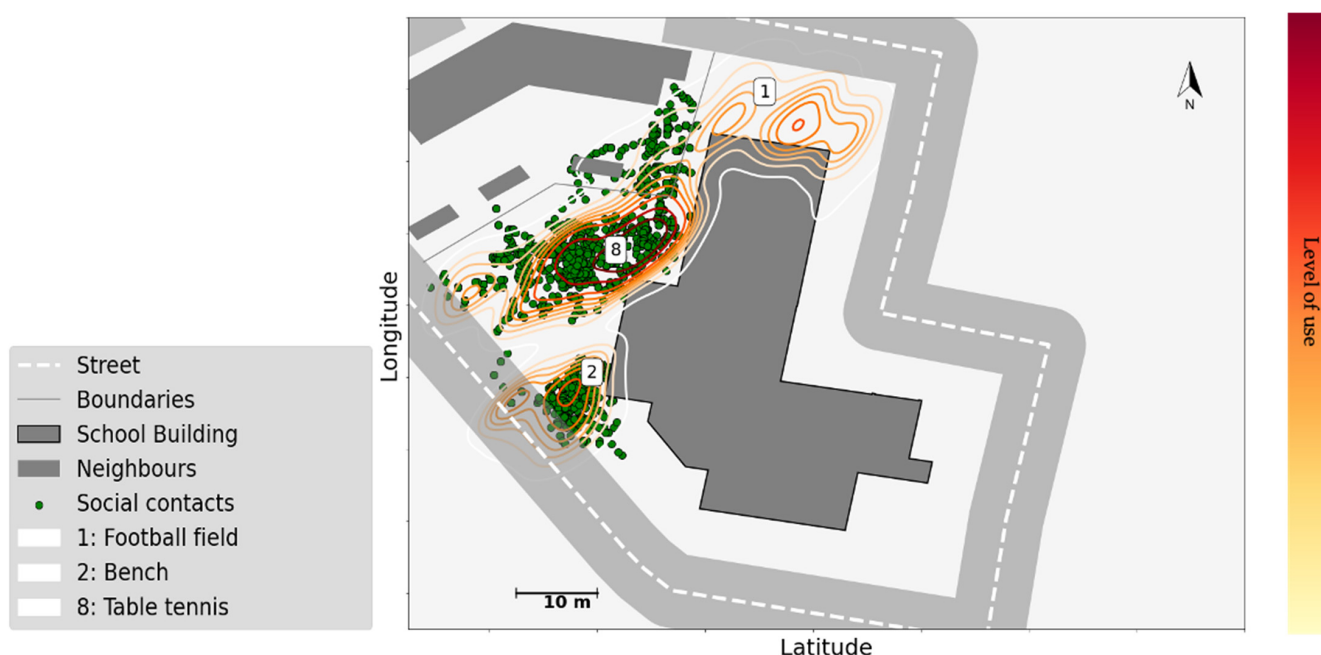 1
N
8
Longitude
2
Level of use
Street
Boundaries
School Building
Neighbours
Social contacts
1: Football field
2: Bench
8: Table tennis
10 m
Latitude